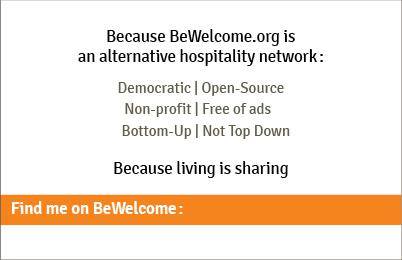 Because BeWelcome.org is
an alternative hospitality network:
Democratic | Open-Source
Non-profit | Free of ads
Bottom-Up | Not Top Down
Because living is sharing
Find me on BeWelcome: